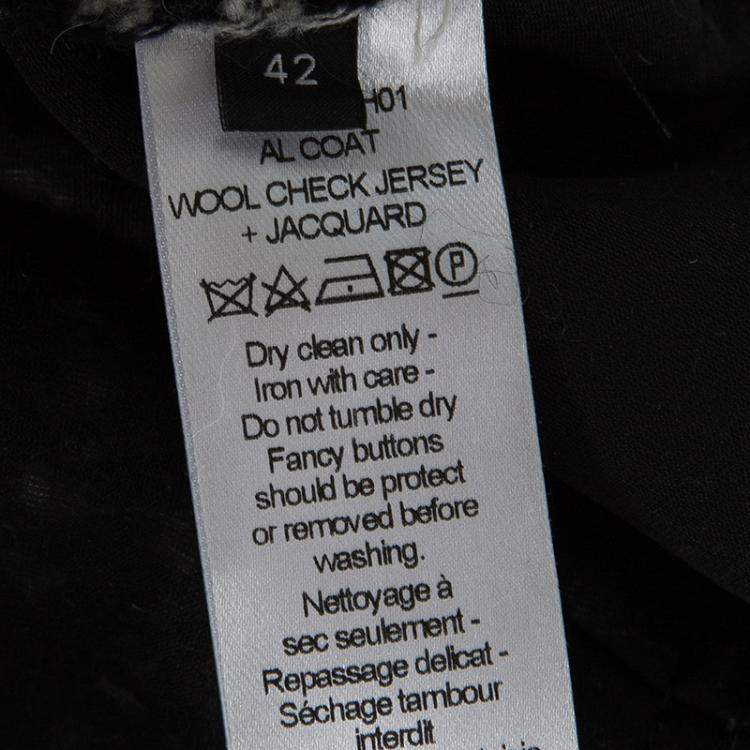 42
H01
AL COAT
WOOL CHECK JERSEY
+ JACQUARD
P
Dry clean only -
Iron with care -
Do not tumble dry
Fancy buttons
should be protect
or removed before
washing.
Nettoyage à
sec seulement -
Repassage delicat -
Séchage tambour
interdit